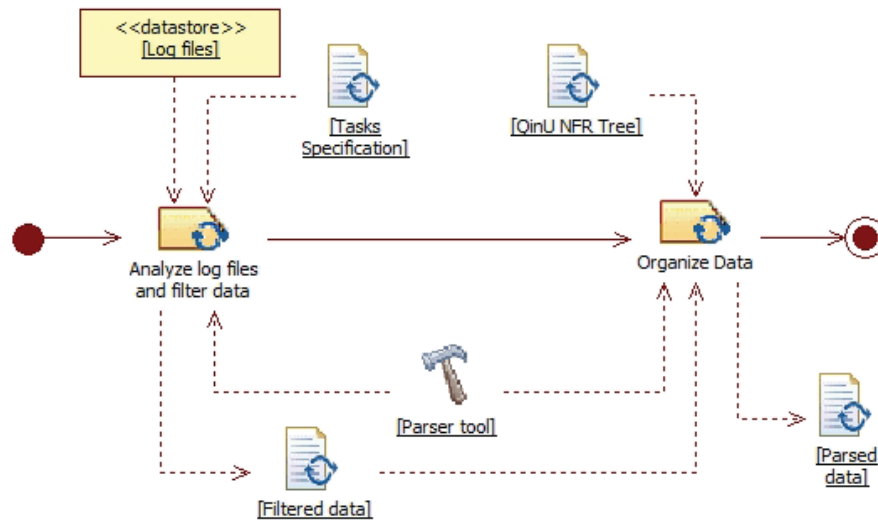 <<datastore>>
[Log files]
[Tasks
Specification]
[QinU NFR Tree]
Analyze log files
and filter data
Organize Data
[Parser tool]
[Filtered data]
[Parsed
data]